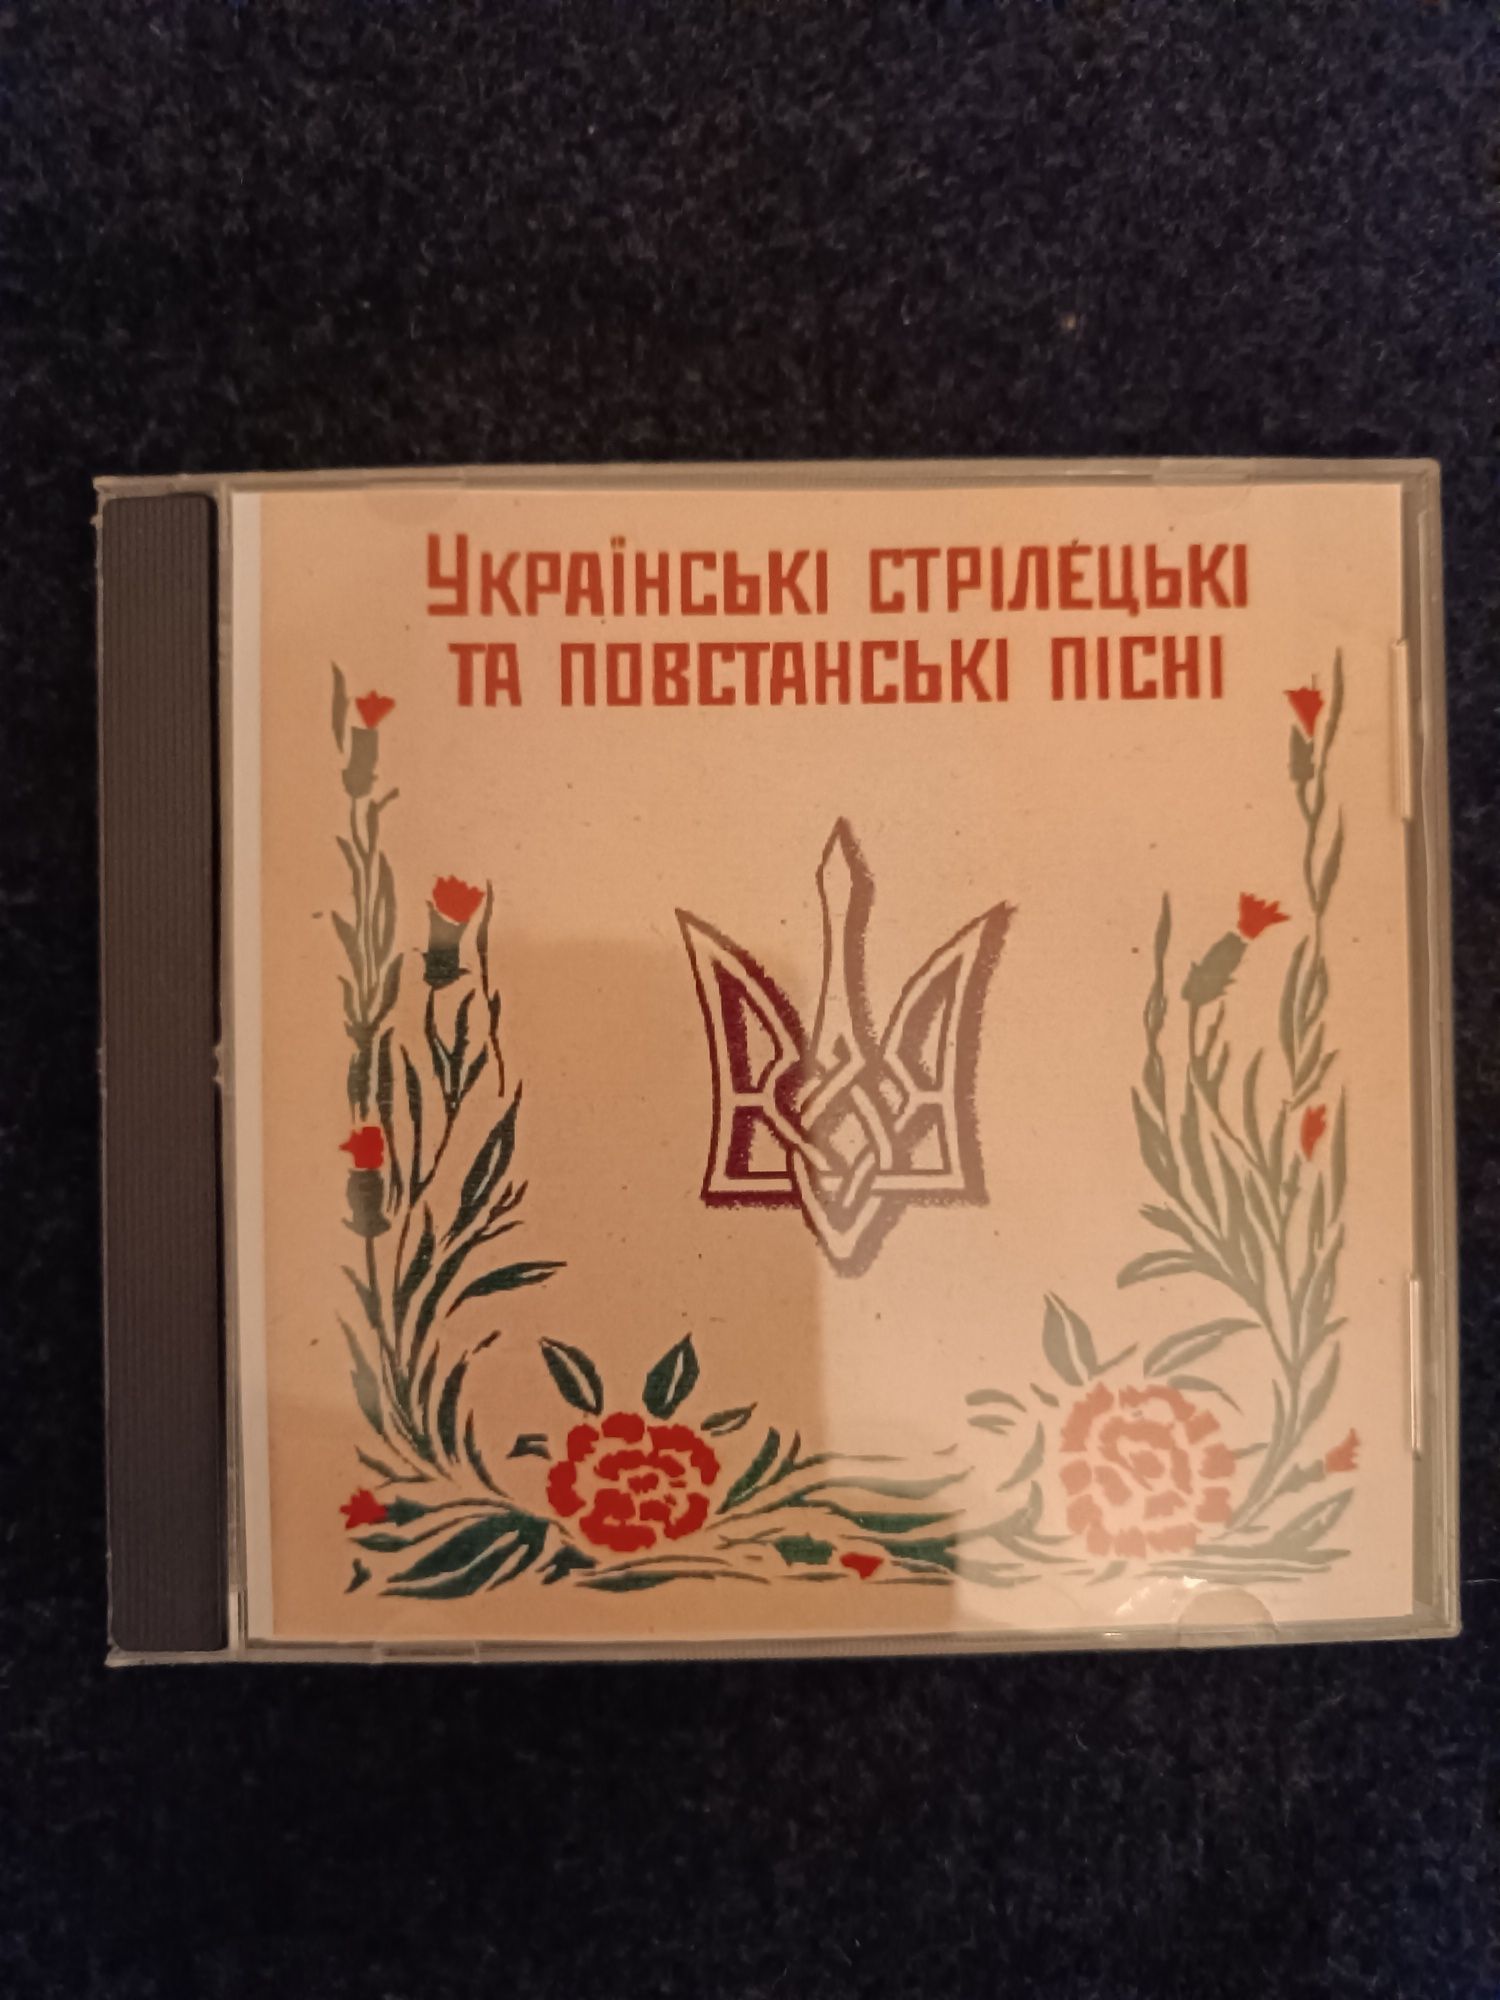 Українські стрілецькі
та повстанські пісні